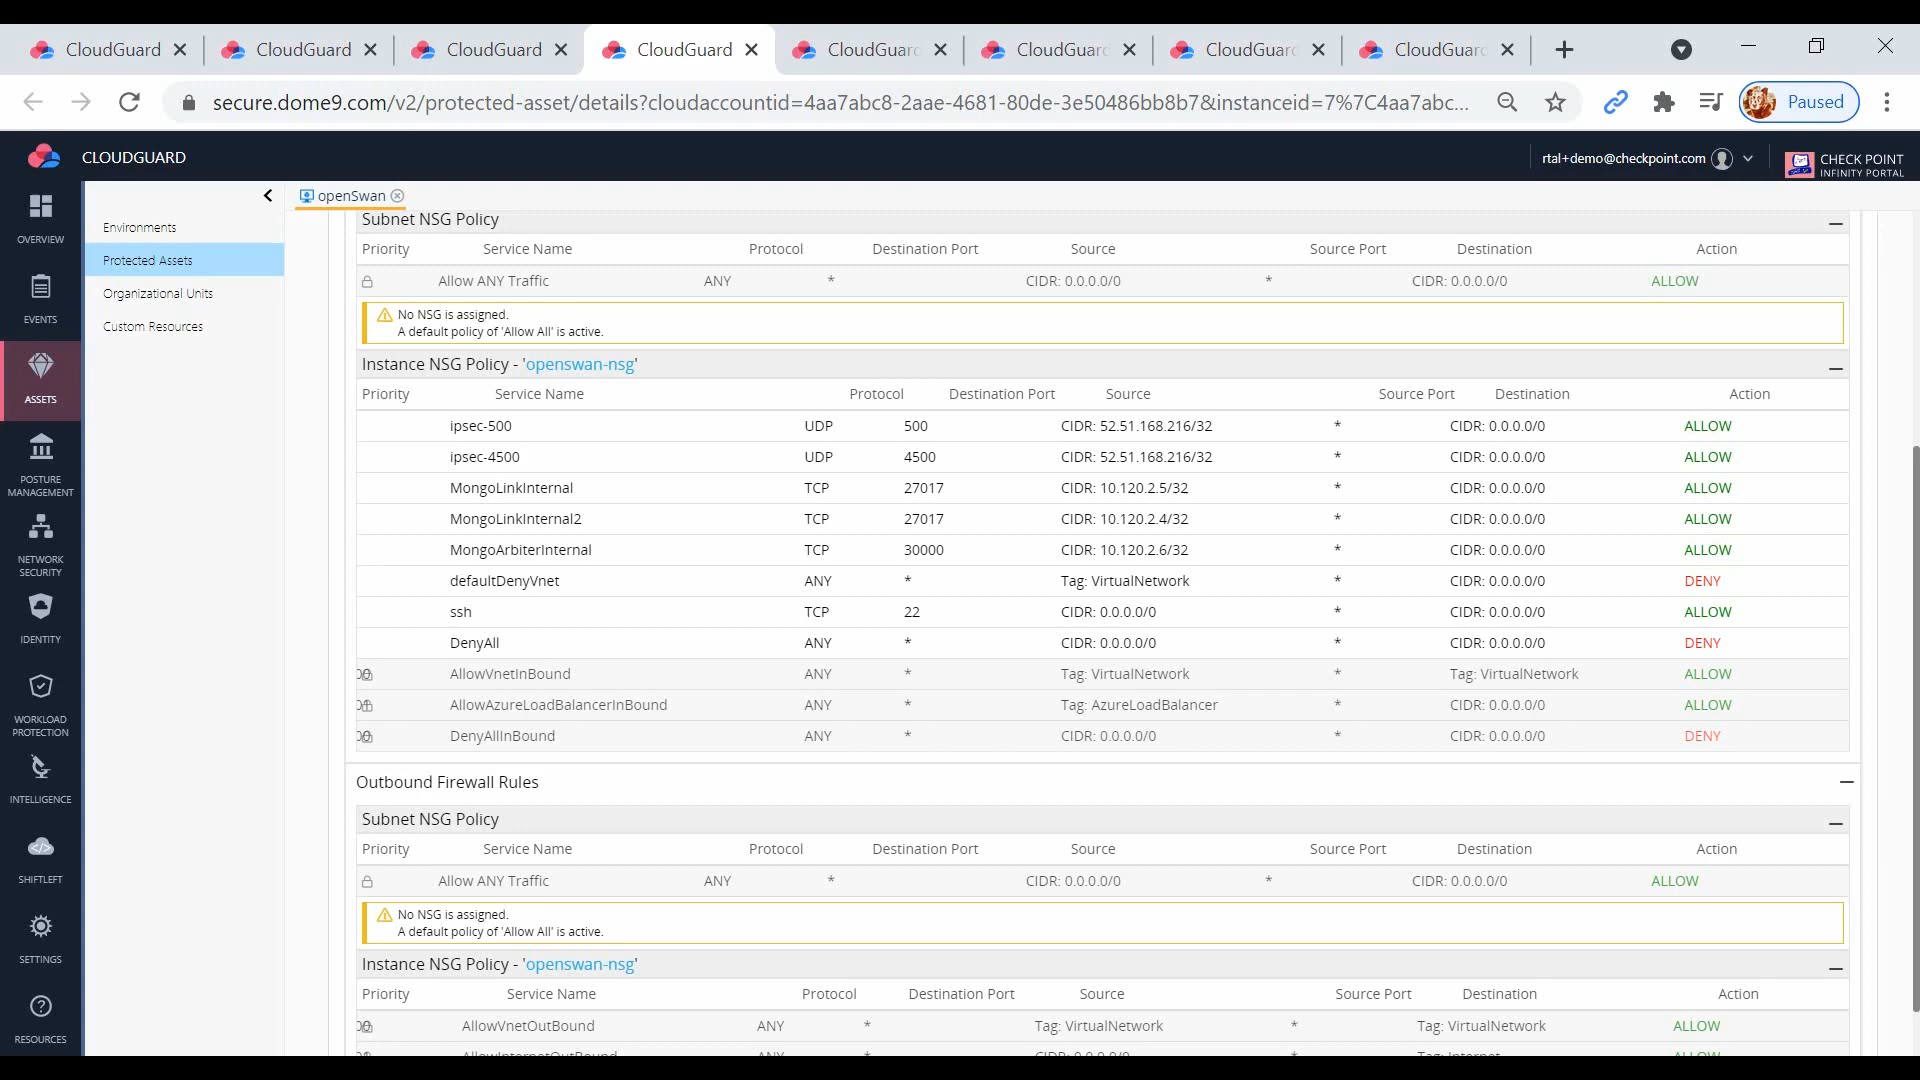 CloudGuard
CloudGuard
CloudGuard
CloudGuard
CloudGuard
CloudGuard
CloudGuard
CloudGuard
secure.dome9.com/v2/protected-asset/details?cloudaccountid=4aa7abc8-2aae-4681-80de-3e50486bb8b7&instanceid=7%7C4aa7abc...
Paused
CLOUDGUARD
rtal+demo@checkpoint.com
CHECK POINT
INFINITY PORTAL
OVERVIEW
EVENTS
ASSETS
POSTURE
MANAGEMENT
NETWORK
SECURITY
IDENTITY
WORKLOAD
PROTECTION
INTELLIGENCE
SHIFTLEFT
SETTINGS
RESOURCES
Environments
Protected Assets
Organizational Units
Custom Resources
openSwan
Subnet NSG Policy
Priority Service Name Protocol Destination Port Source Source Port Destination Action
Allow ANY Traffic ANY * CIDR: 0.0.0.0/0 * CIDR: 0.0.0.0/0 ALLOW
No NSG is assigned.
A default policy of 'Allow All' is active.
Instance NSG Policy - 'openswan-nsg'
Priority Service Name Protocol Destination Port Source Source Port Destination Action
ipsec-500 UDP 500 CIDR: 52.51.168.216/32 * CIDR: 0.0.0.0/0 ALLOW
ipsec-4500 UDP 4500 CIDR: 52.51.168.216/32 * CIDR: 0.0.0.0/0 ALLOW
MongoLinkInternal TCP 27017 CIDR: 10.120.2.5/32 * CIDR: 0.0.0.0/0 ALLOW
MongoLinkInternal2 TCP 27017 CIDR: 10.120.2.4/32 * CIDR: 0.0.0.0/0 ALLOW
MongoArbiterInternal TCP 30000 CIDR: 10.120.2.6/32 * CIDR: 0.0.0.0/0 ALLOW
defaultDenyVnet ANY * Tag: VirtualNetwork * CIDR: 0.0.0.0/0 DENY
ssh TCP 22 CIDR: 0.0.0.0/0 * CIDR: 0.0.0.0/0 ALLOW
DenyAll ANY * CIDR: 0.0.0.0/0 * CIDR: 0.0.0.0/0 DENY
AllowVnetInBound ANY * Tag: VirtualNetwork * Tag: VirtualNetwork ALLOW
AllowAzureLoadBalancerInBound ANY * Tag: AzureLoadBalancer * CIDR: 0.0.0.0/0 ALLOW
DenyAllInBound ANY * CIDR: 0.0.0.0/0 * CIDR: 0.0.0.0/0 DENY
Outbound Firewall Rules
Subnet NSG Policy
Priority Service Name Protocol Destination Port Source Source Port Destination Action
Allow ANY Traffic ANY * CIDR: 0.0.0.0/0 * CIDR: 0.0.0.0/0 ALLOW
No NSG is assigned.
A default policy of 'Allow All' is active.
Instance NSG Policy - 'openswan-nsg'
Priority Service Name Protocol Destination Port Source Source Port Destination Action
AllowVnetOutBound ANY * Tag: VirtualNetwork * Tag: VirtualNetwork ALLOW
AllowInternetOutBound ANY * CIDR: 0.0.0.0/0 * Tag: Internet ALLOW